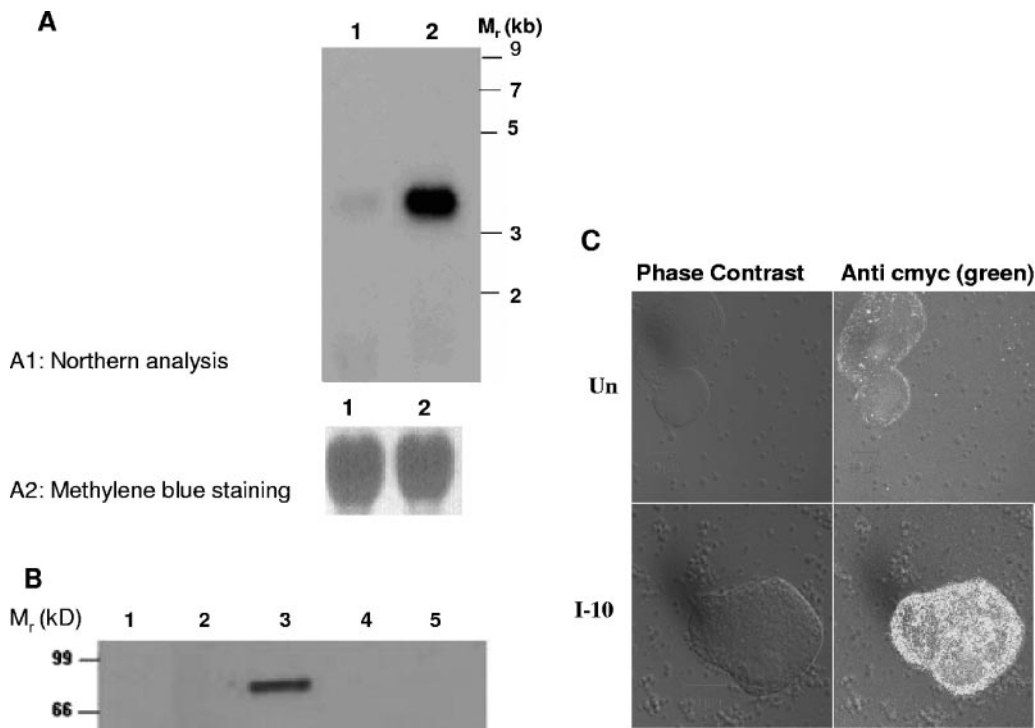 A
1 2 Mr (kb)
9
7
5
3
2
A1: Northern analysis
1 2
A2: Methylene blue staining
B
Mr (kD) 1 2 3 4 5
99
66
C
Phase Contrast Anti cmyc (green)
Un
I-10